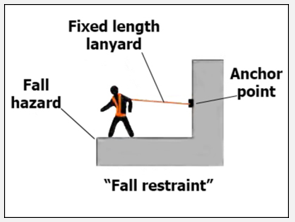 Fixed length
lanyard
Anchor
point
Fall
hazard
“Fall restraint”